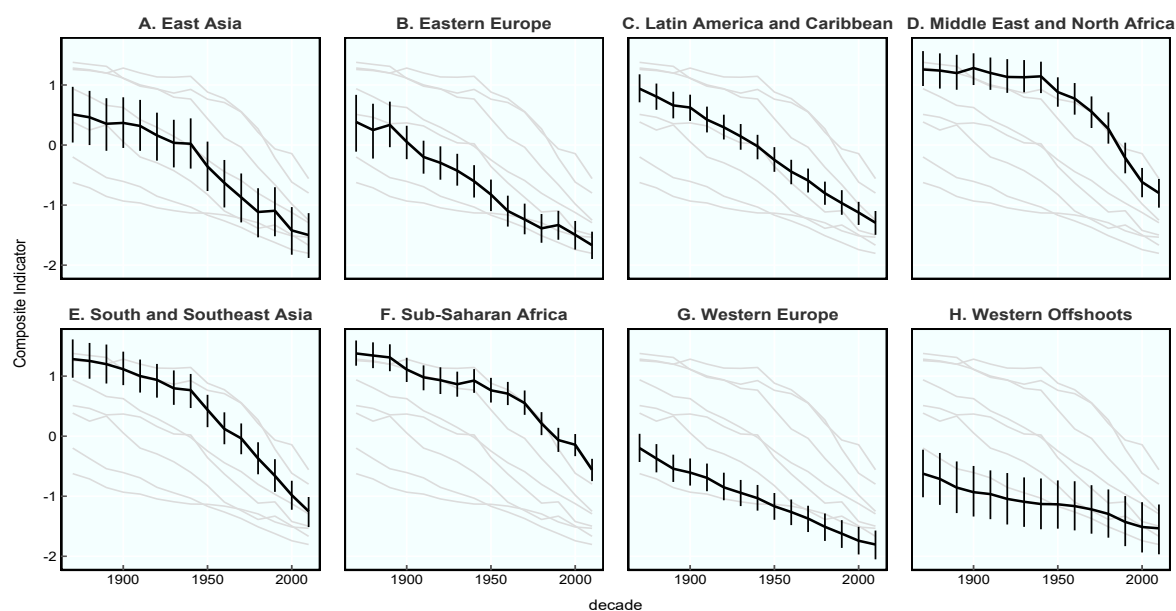 A. East Asia
B. Eastern Europe
C. Latin America and Caribbean
D. Middle East and North Africa
1
0
-1
-2
E. South and Southeast Asia
F. Sub-Saharan Africa
G. Western Europe
H. Western Offshoots
1
0
-1
-2
Composite Indicator
1900
1950
2000
1900
1950
2000
1900
1950
2000
1900
1950
2000
decade